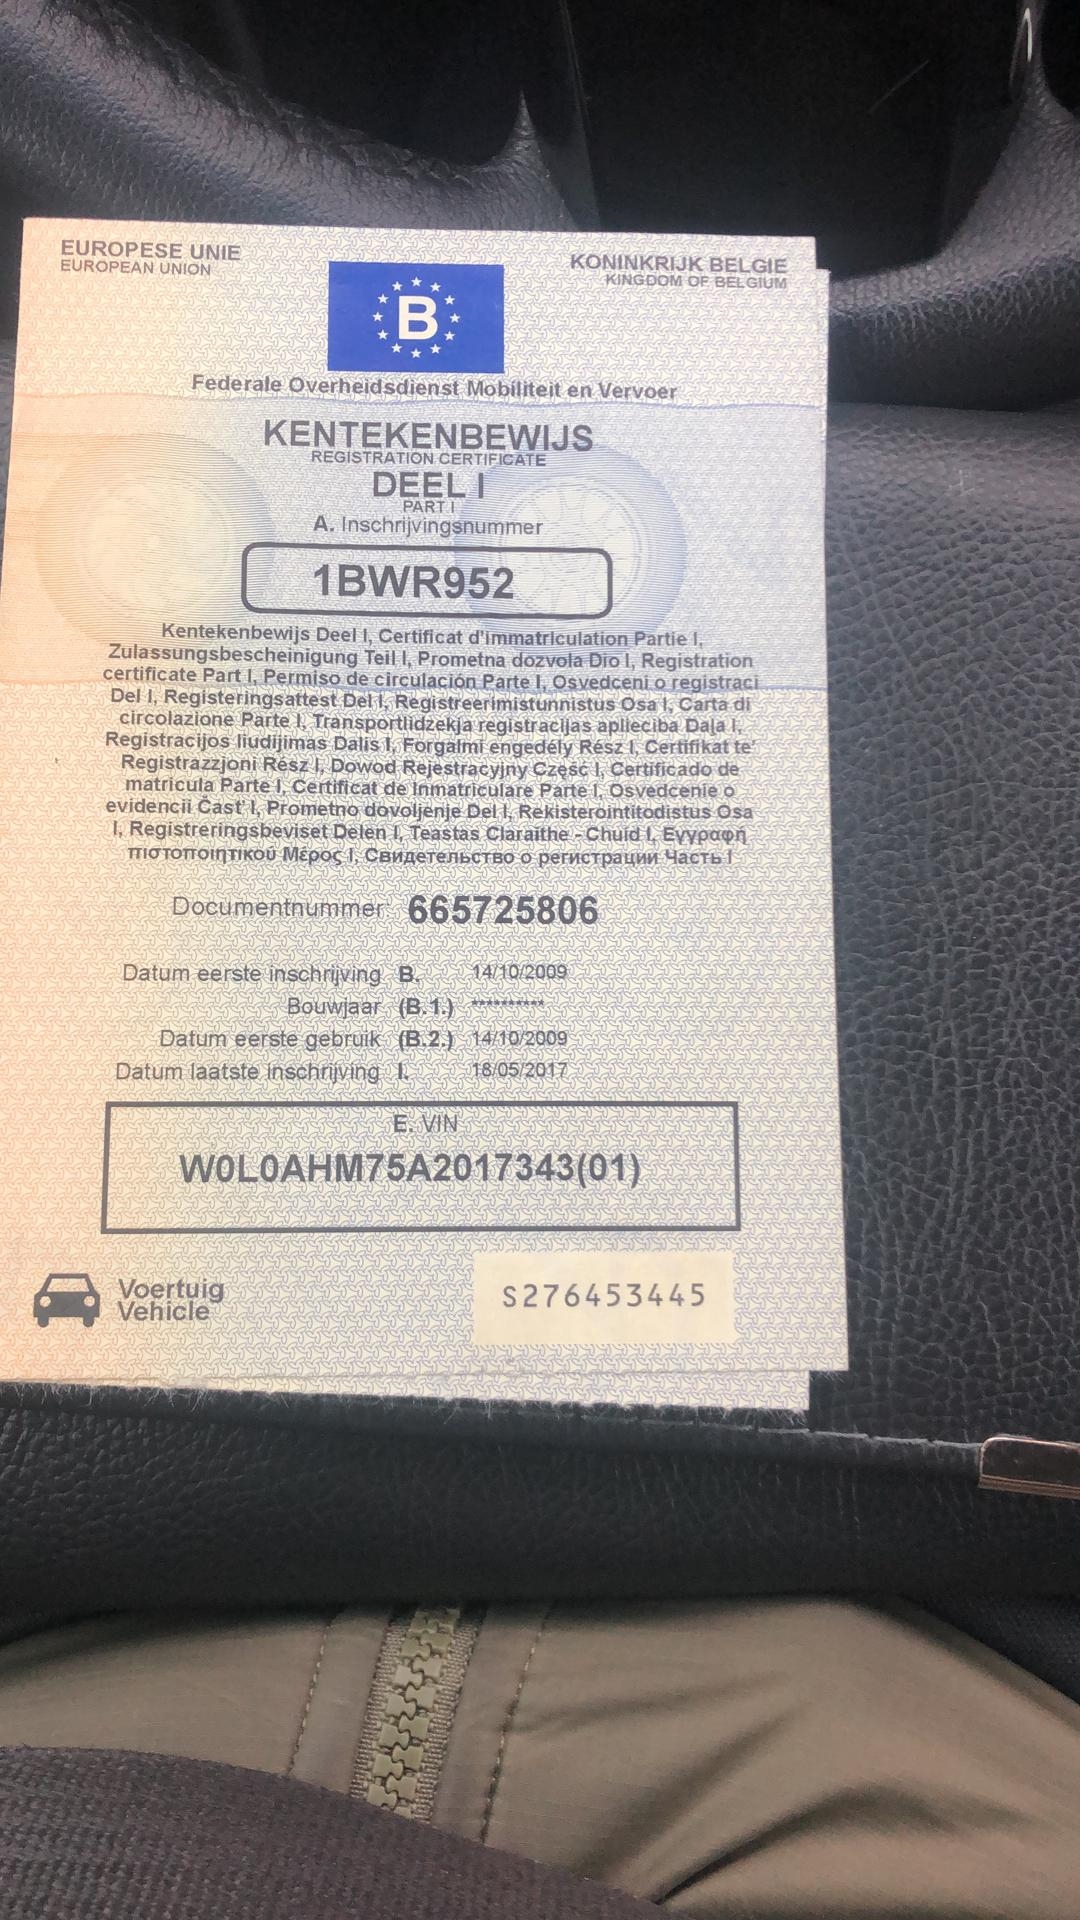 EUROPESE UNIE
EUROPEAN UNION
KONINKRIJK BELGIE
KINGDOM OF BELGIUM
B
Federale Overheidsdienst Mobiliteit en Vervoer
KENTEKENBEWIJS
REGISTRATION CERTIFICATE
DEEL I
PART I
A. Inschrijvingsnummer
1BWR952
Kentekenbewijs Deel I, Certificat d'immatriculation Partie I,
Zulassungsbescheinigung Teil I, Prometna dozvola Dio I, Registration
certificate Part I, Permiso de circulación Parte I, Osvedceni o registraci
Del I, Registeringsattest Del I, Registreerimistunnistus Osa I, Carta di
circolazione Parte I, Transportlidzekja registracijas aplieciba Daļa I,
Registracijos liudijimas Dalis I, Forgalmi engedély Rész I, Certifikat te'
Registrazzjoni Rész I, Dowod Rejestracyjny Część I, Certificado de
matricula Parte I, Certificat de Inmatriculare Parte I, Osvedcenie o
evidencii Časť I, Prometno dovoljenje Del I, Rekisterointitodistus Osa
I, Registreringsbeviset Delen I, Teastas Claraithe - Chuid I, Εγγραφή
πιστοποιητικού Μέρος I, Свидетельство о регистрации Часть I
Documentnummer 665725806
Datum eerste inschrijving B. 14/10/2009
Bouwjaar (B.1.) **********
Datum eerste gebruik (B.2.) 14/10/2009
Datum laatste inschrijving I. 18/05/2017
E. VIN
W0L0AHM75A2017343(01)
Voertuig
Vehicle
S276453445